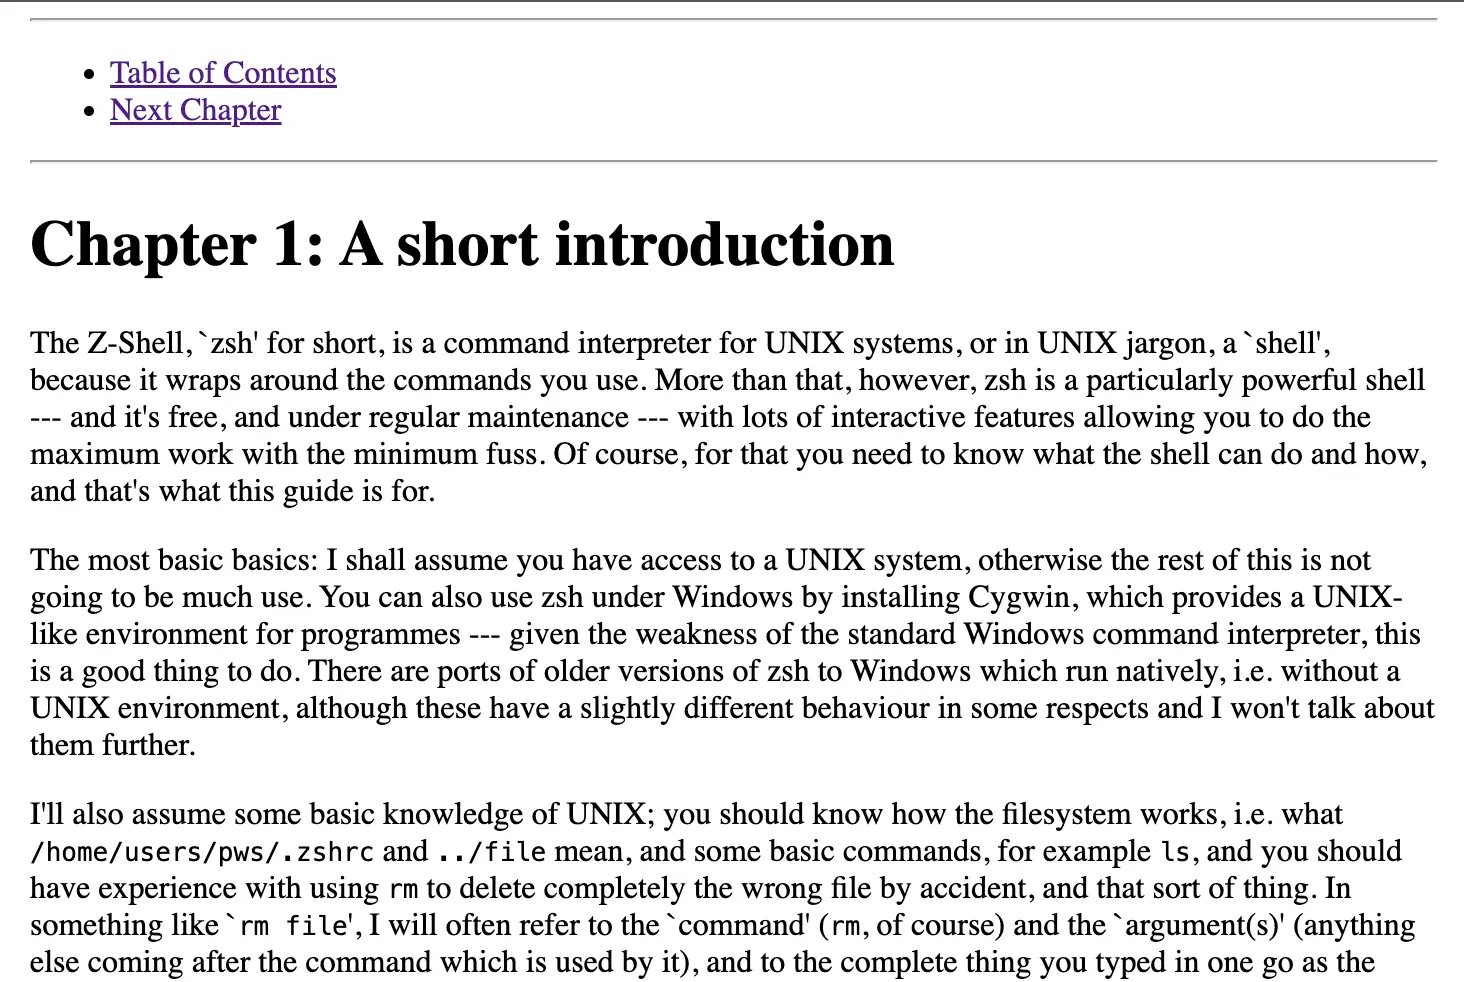 Table of Contents
Next Chapter
Chapter 1: A short introduction
The Z-Shell, `zsh' for short, is a command interpreter for UNIX systems, or in UNIX jargon, a `shell',
because it wraps around the commands you use. More than that, however, zsh is a particularly powerful shell
--- and it's free, and under regular maintenance --- with lots of interactive features allowing you to do the
maximum work with the minimum fuss. Of course, for that you need to know what the shell can do and how,
and that's what this guide is for.
The most basic basics: I shall assume you have access to a UNIX system, otherwise the rest of this is not
going to be much use. You can also use zsh under Windows by installing Cygwin, which provides a UNIX-
like environment for programmes --- given the weakness of the standard Windows command interpreter, this
is a good thing to do. There are ports of older versions of zsh to Windows which run natively, i.e. without a
UNIX environment, although these have a slightly different behaviour in some respects and I won't talk about
them further.
I'll also assume some basic knowledge of UNIX; you should know how the filesystem works, i.e. what
/home/users/pws/.zshrc and ../file mean, and some basic commands, for example ls, and you should
have experience with using rm to delete completely the wrong file by accident, and that sort of thing. In
something like `rm file', I will often refer to the `command' (rm, of course) and the `argument(s)' (anything
else coming after the command which is used by it), and to the complete thing you typed in one go as the